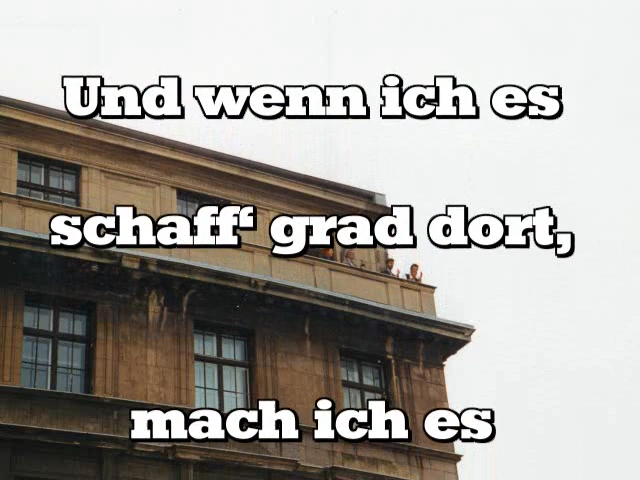 Und wenn ich es
schaff‘ grad dort,
mach ich es